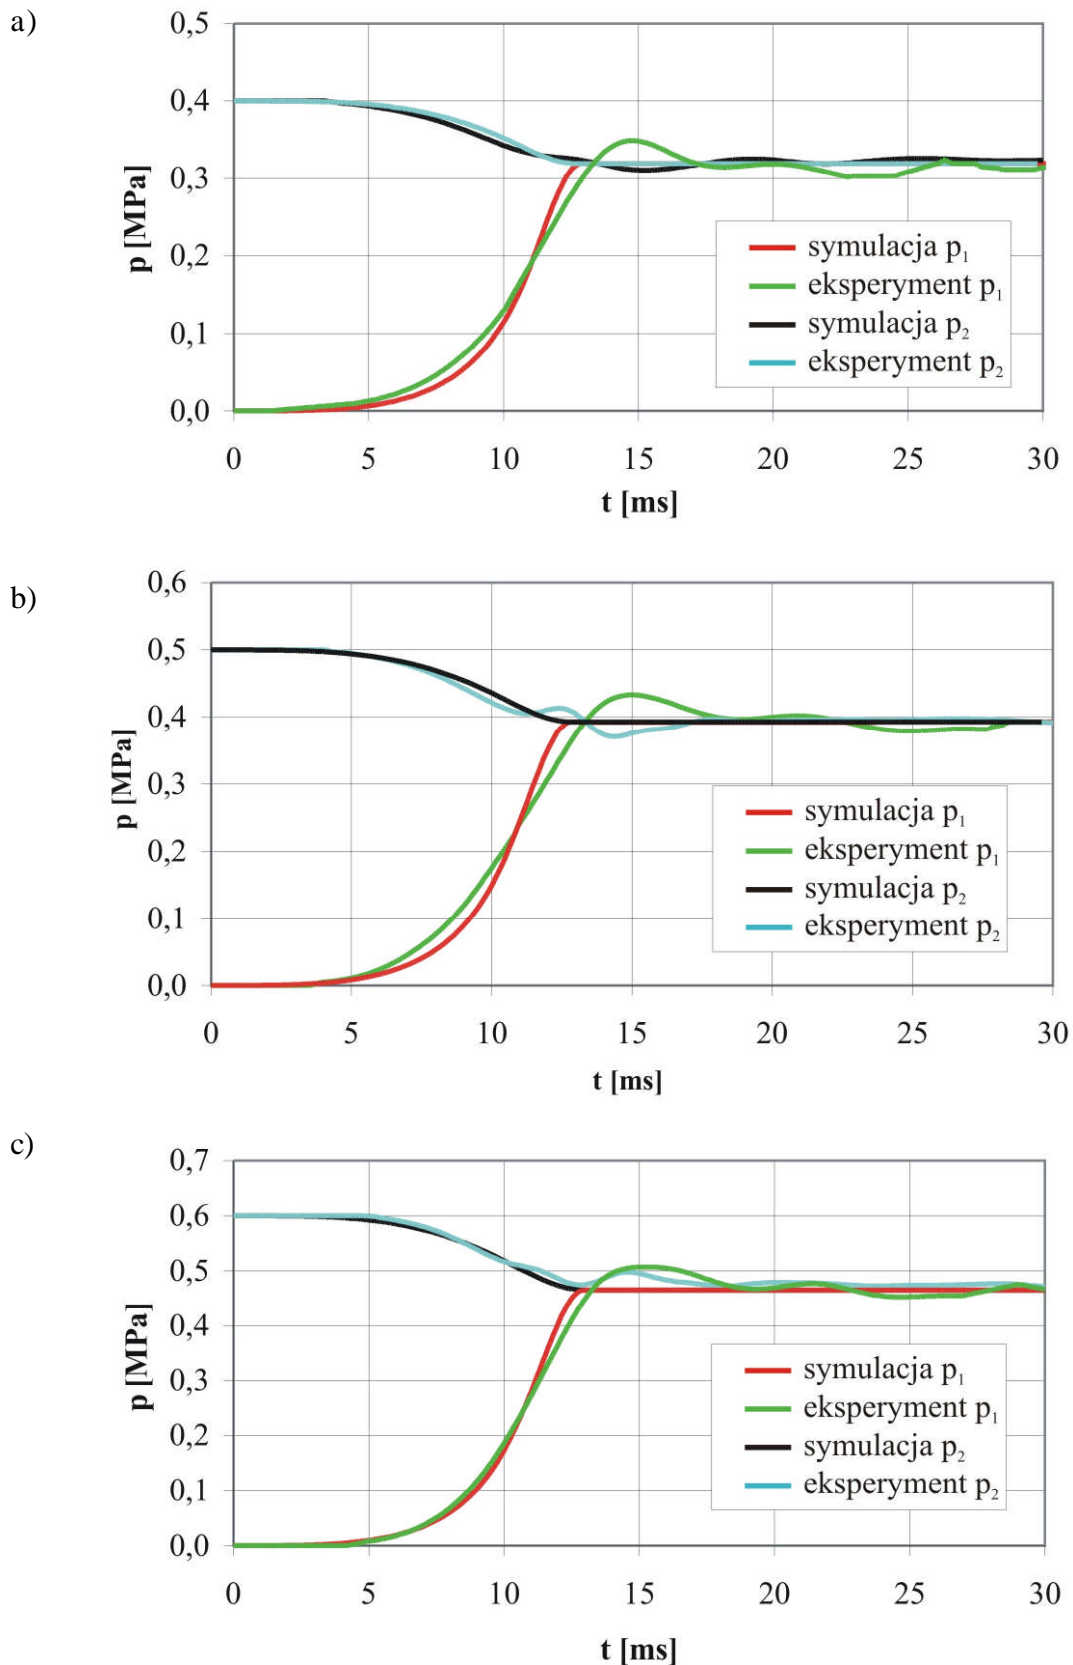 a)
0,5
0,4
0,3
0,2
0,1
0,0
p [MPa]
symulacja p₁
eksperyment p₁
symulacja p₂
eksperyment p₂
0 5 10 15 20 25 30
t [ms]
b)
0,6
0,5
0,4
0,3
0,2
0,1
0,0
p [MPa]
symulacja p₁
eksperyment p₁
symulacja p₂
eksperyment p₂
0 5 10 15 20 25 30
t [ms]
c)
0,7
0,6
0,5
0,4
0,3
0,2
0,1
0,0
p [MPa]
symulacja p₁
eksperyment p₁
symulacja p₂
eksperyment p₂
0 5 10 15 20 25 30
t [ms]